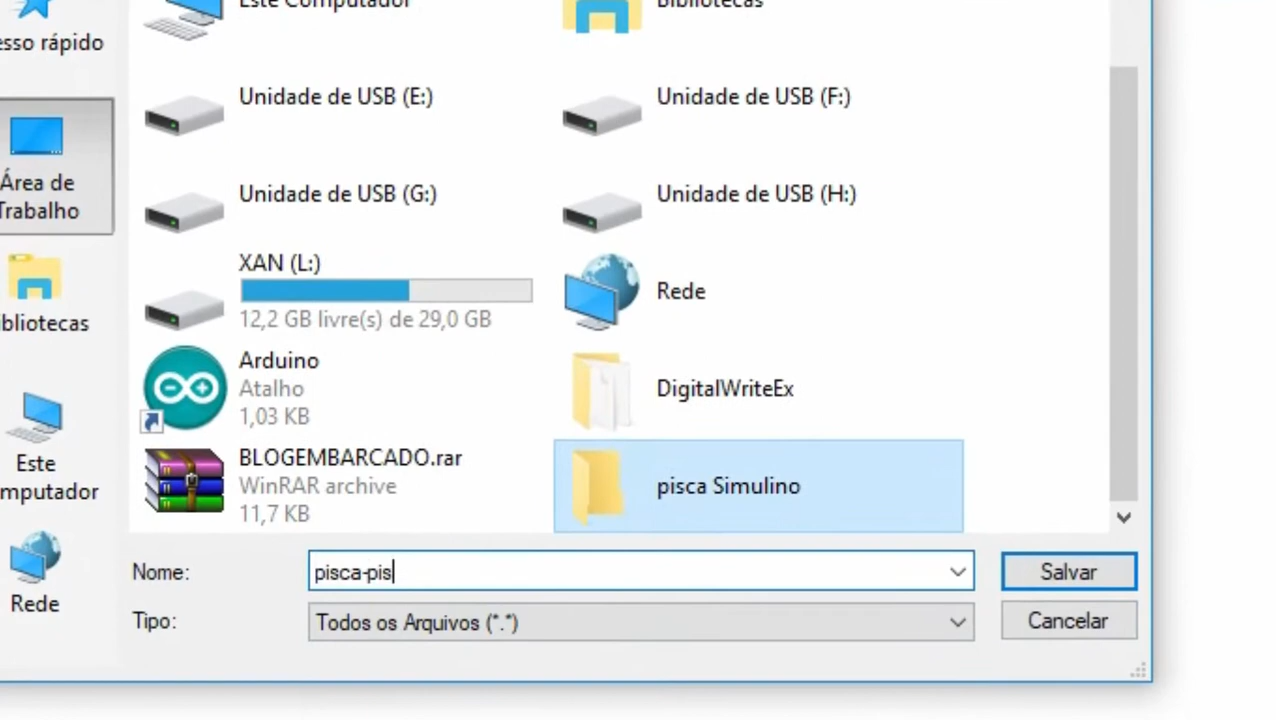 Este Computador
Bibliotecas
esso rápido
Unidade de USB (E:)
Unidade de USB (F:)
Área de
Trabalho
Unidade de USB (G:)
Unidade de USB (H:)
XAN (L:)
12,2 GB livre(s) de 29,0 GB
Rede
ibliotecas
Arduino
Atalho
1,03 KB
DigitalWriteEx
BLOGEMBARCADO.rar
WinRAR archive
11,7 KB
pisca Simulino
Este
mputador
Rede
Nome:
pisca-pis
Salvar
Tipo:
Todos os Arquivos (*.*)
Cancelar